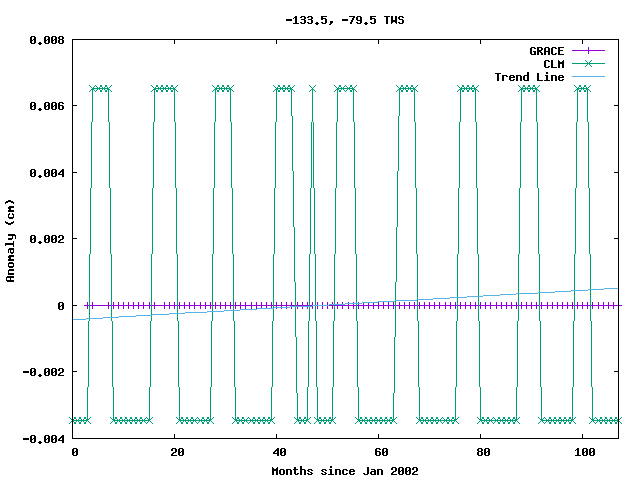 -133.5, -79.5 TWS
GRACE
CLM
Trend Line
0.008
0.006
0.004
0.002
0
-0.002
-0.004
Anomaly (cm)
0 20 40 60 80 100
Months since Jan 2002